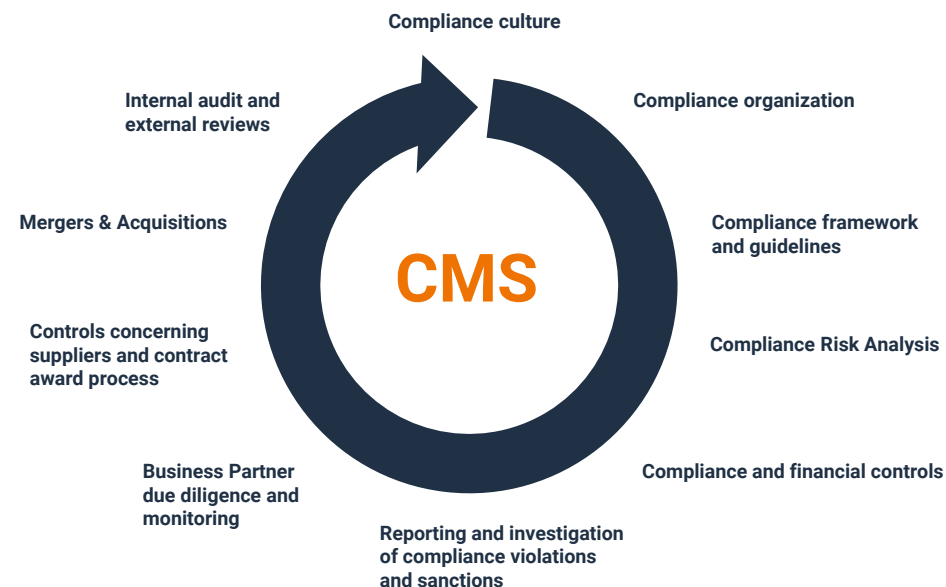 Compliance culture
Compliance organization
Compliance framework
and guidelines
Compliance Risk Analysis
Compliance and financial controls
Reporting and investigation
of compliance violations
and sanctions
Business Partner
due diligence and
monitoring
Controls concerning
suppliers and contract
award process
Mergers & Acquisitions
Internal audit and
external reviews
CMS